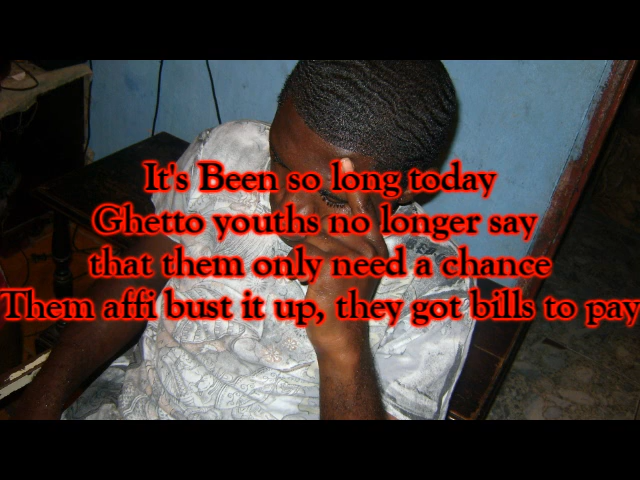 It's Been so long today
Ghetto youths no longer say
that them only need a chance
Them affi bust it up, they got bills to pay